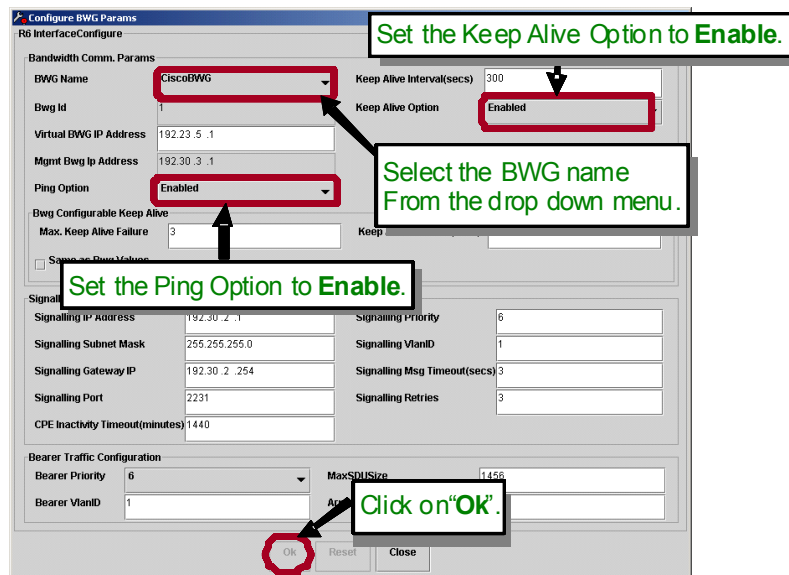 Configure BWG Params
R6 InterfaceConfigure
Set the Keep Alive Option to Enable.
Bandwidth Comm. Params
BWG Name CiscoBWG Keep Alive Interval(secs) 300
Bwg Id 1 Keep Alive Option Enabled
Virtual BWG IP Address 192.23 .5 .1
Mgmt Bwg Ip Address 192.30 .3 .1
Select the BWG name
From the drop down menu.
Ping Option Enabled
Bwg Configurable Keep Alive
Max. Keep Alive Failure 3 Keep
Same as Bwg Values
Set the Ping Option to Enable.
Signalling IP Address 192.30 .2 .1 Signalling Priority 6
Signalling Subnet Mask 255.255.255.0 Signalling VlanID 1
Signalling Gateway IP 192.30 .2 .254 Signalling Msg Timeout(secs) 3
Signalling Port 2231 Signalling Retries 3
CPE Inactivity Timeout(minutes) 1440
Bearer Traffic Configuration
Bearer Priority 6 MaxSDUSize 1456
Bearer VlanID 1
Click on“Ok”.
Ok Reset Close